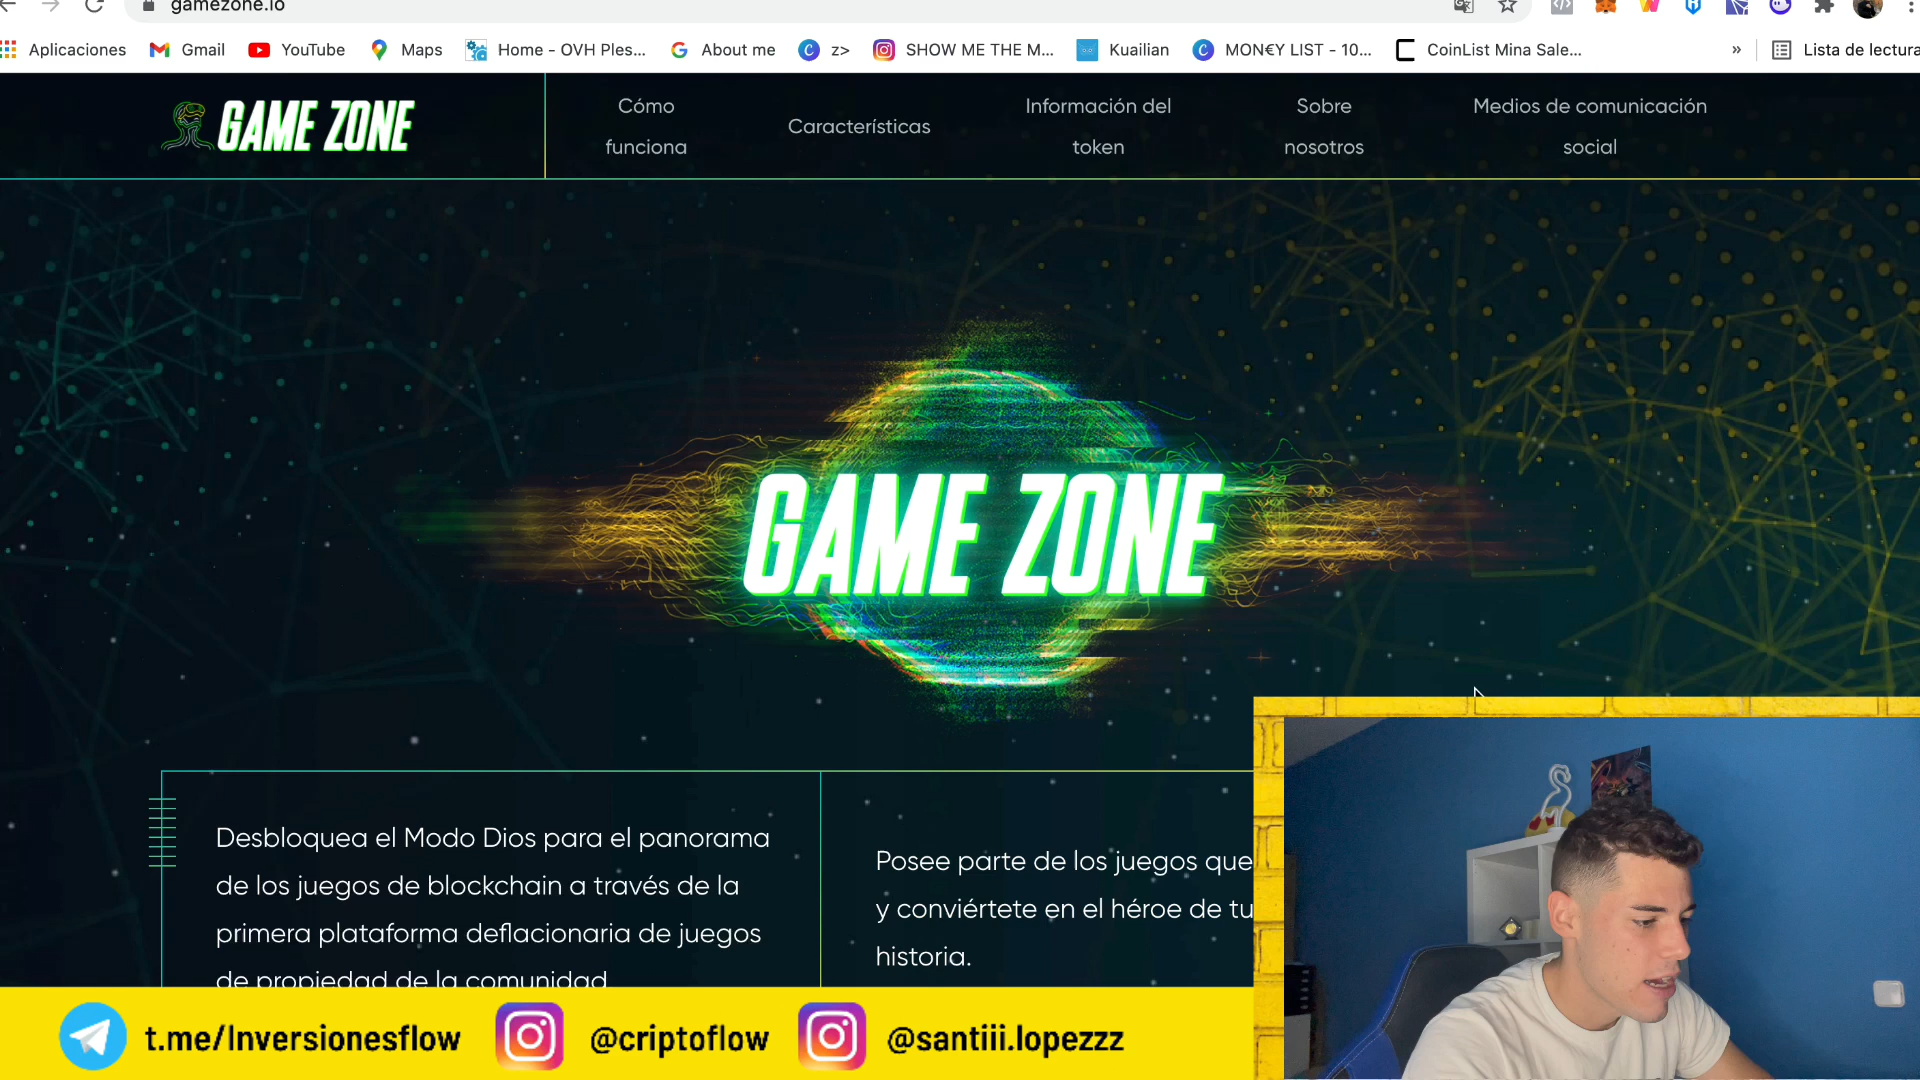 gamezone.io
Aplicaciones Gmail YouTube Maps Home - OVH Ples... About me z> SHOW ME THE M... Kuailian MON€Y LIST - 10... CoinList Mina Sale... » Lista de lectura
GAME ZONE
Cómo
funciona
Características
Información del
token
Sobre
nosotros
Medios de comunicación
social
GAME ZONE
Desbloquea el Modo Dios para el panorama
de los juegos de blockchain a través de la
primera plataforma deflacionaria de juegos
de propiedad de la comunidad
Posee parte de los juegos que
y conviértete en el héroe de tu
historia.
t.me/Inversionesflow @criptoflow @santiii.lopezzz